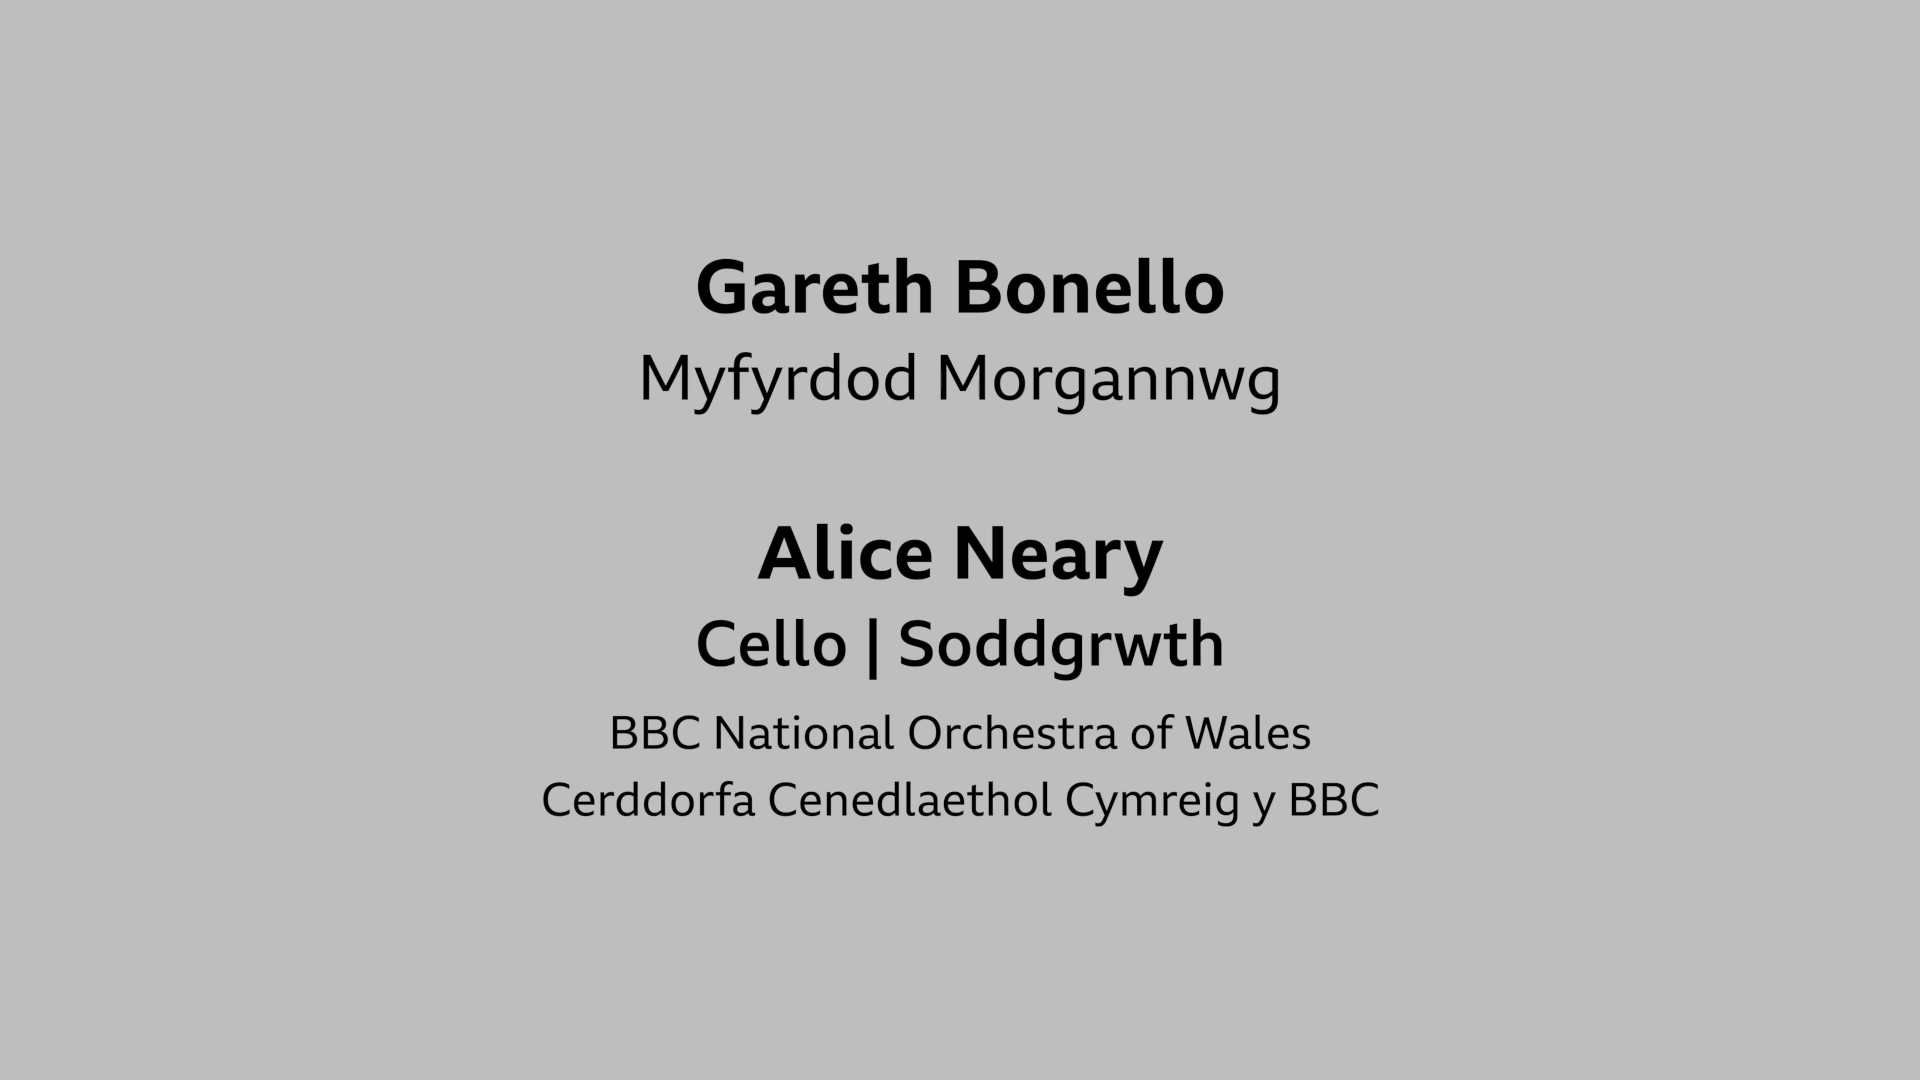 Gareth Bonello
Myfyrdod Morgannwg
Alice Neary
Cello | Soddgrwth
BBC National Orchestra of Wales
Cerddorfa Cenedlaethol Cymreig y BBC